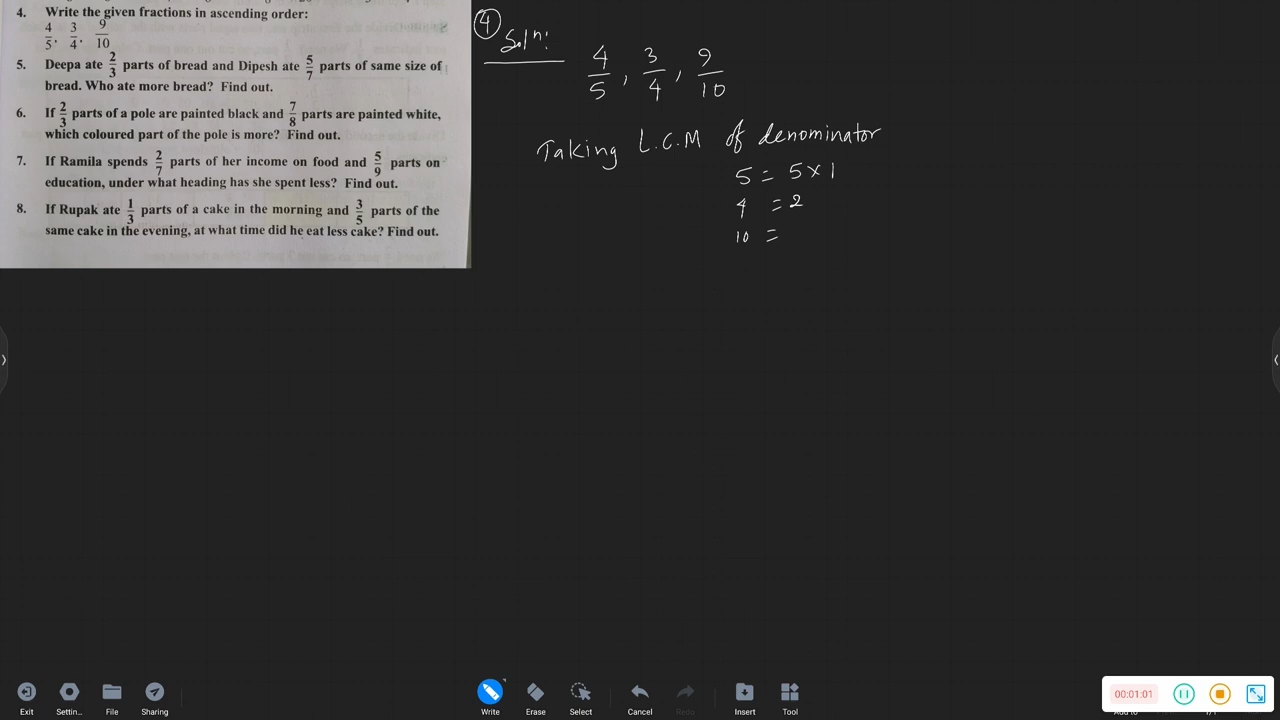 4. Write the given fractions in ascending order:
4/5, 3/4, 9/10
5. Deepa ate 2/3 parts of bread and Dipesh ate 5/7 parts of same size of
bread. Who ate more bread? Find out.
6. If 2/3 parts of a pole are painted black and 7/8 parts are painted white,
which coloured part of the pole is more? Find out.
7. If Ramila spends 2/7 parts of her income on food and 5/9 parts on
education, under what heading has she spent less? Find out.
8. If Rupak ate 1/3 parts of a cake in the morning and 3/5 parts of the
same cake in the evening, at what time did he eat less cake? Find out.
4
Solⁿ:
4/5, 3/4, 9/10
Taking L.C.M of denominator
5 = 5×1
4 = 2
10 =
Exit
Settin...
File
Sharing
Write
Erase
Select
Cancel
Redo
Insert
Tool
00:01:01